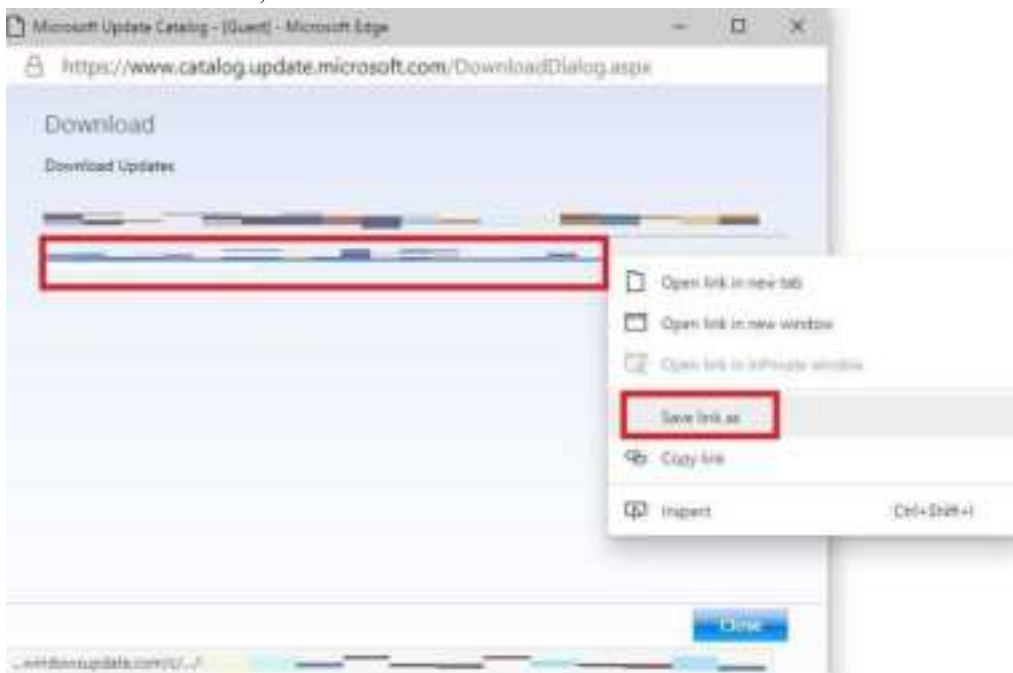 Microsoft Update Catalog - [Guest] - Microsoft Edge
https://www.catalog.update.microsoft.com/DownloadDialog.aspx
Download
Download Updates
Open link in new tab
Open link in new window
Open link in InPrivate window
Save link as
Copy link
Inspect Ctrl+Shift+I
Close